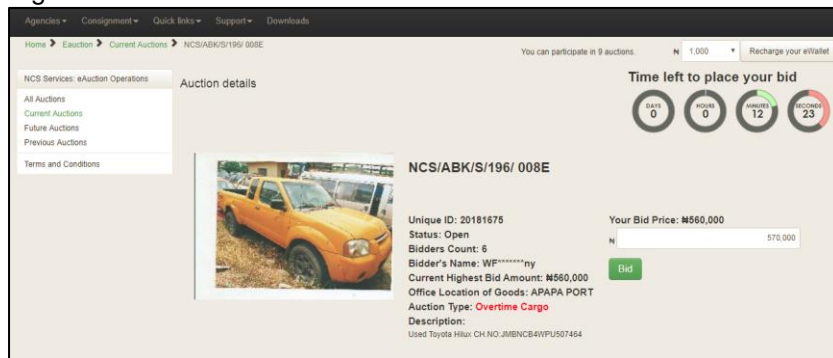 Agencies Consignment Quick links Support Downloads
Home > Eauction > Current Auctions > NCS/ABK/S/196/ 008E
You can participate in 9 auctions. ₦ 1,000 Recharge your eWallet
NCS Services: eAuction Operations
All Auctions
Current Auctions
Future Auctions
Previous Auctions
Terms and Conditions
Auction details
Time left to place your bid
DAYS 0 HOURS 0 MINUTES 12 SECONDS 23
NCS/ABK/S/196/ 008E
Unique ID: 20181675
Status: Open
Bidders Count: 6
Bidder's Name: WF*******ny
Current Highest Bid Amount: ₦560,000
Office Location of Goods: APAPA PORT
Auction Type: Overtime Cargo
Description:
Used Toyota Hilux CH.NO:JMBNCB4WPU507464
Your Bid Price: ₦560,000
₦ 570,000
Bid